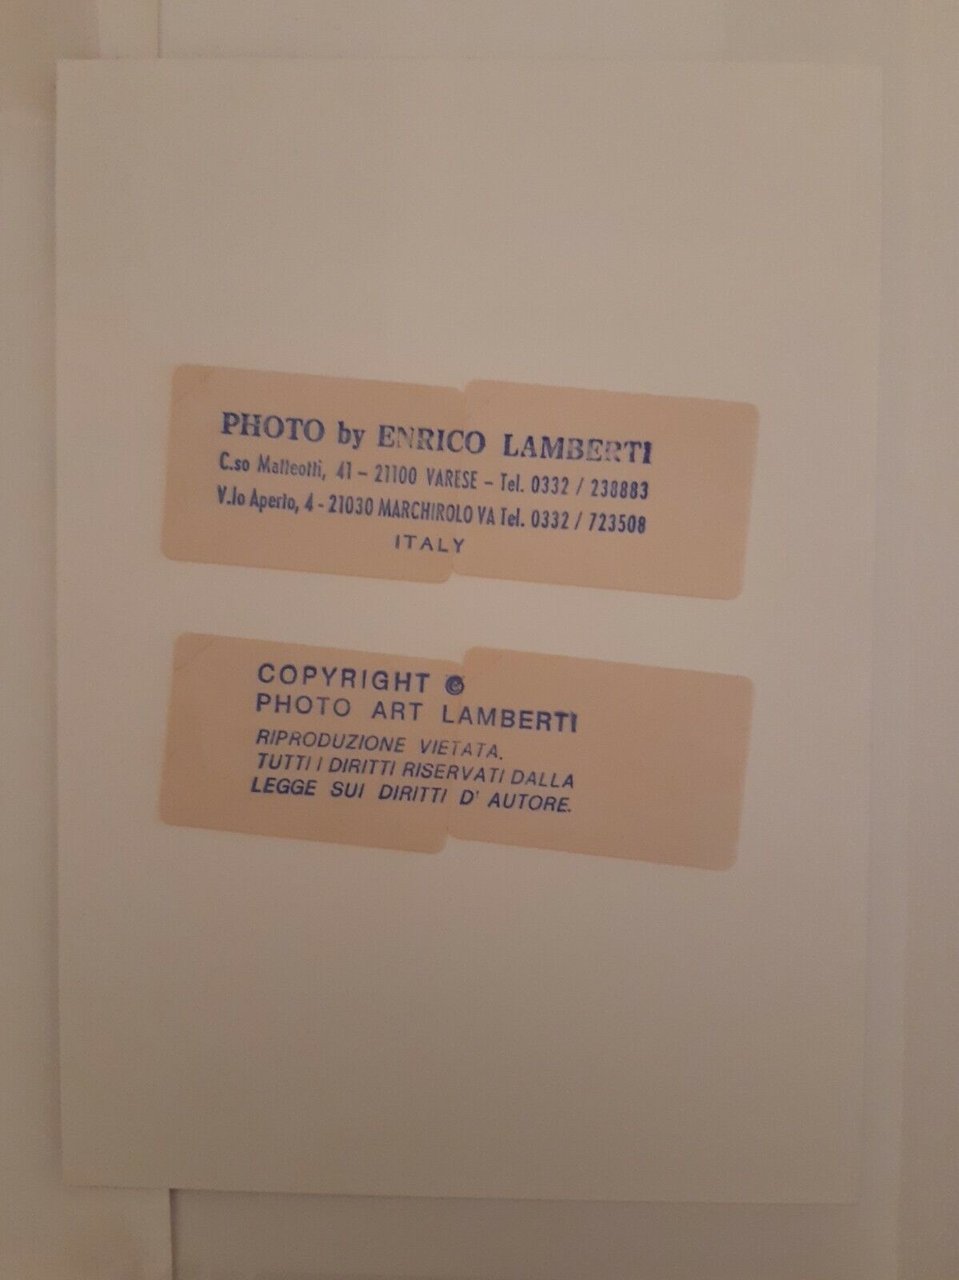 PHOTO by ENRICO LAMBERTI
C.so Matteotti, 41 - 21100 VARESE - Tel. 0332 / 238883
V.lo Aperto, 4 - 21030 MARCHIROLO VA Tel. 0332 / 723508
ITALY
COPYRIGHT ©
PHOTO ART LAMBERTI
RIPRODUZIONE VIETATA.
TUTTI I DIRITTI RISERVATI DALLA
LEGGE SUI DIRITTI D' AUTORE.